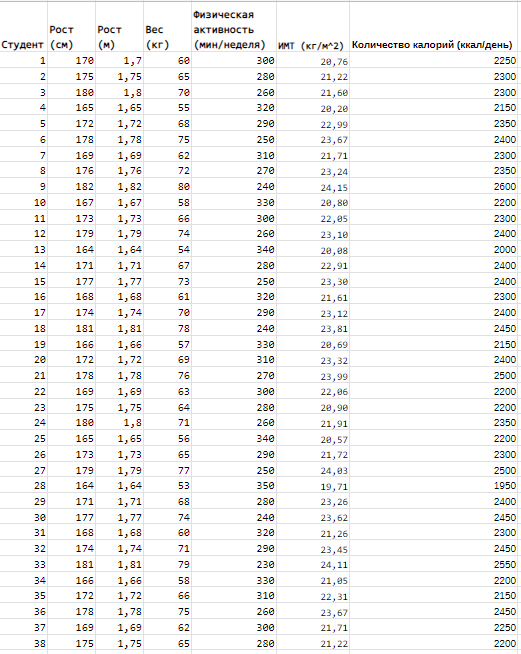 Студент Рост (см) Рост (м) Вес (кг) Физическая активность (мин/неделя) ИМТ (кг/м^2) Количество калорий (ккал/день)
1 170 1,7 60 300 20,76 2250
2 175 1,75 65 280 21,22 2300
3 180 1,8 70 260 21,60 2300
4 165 1,65 55 320 20,20 2150
5 172 1,72 68 290 22,99 2350
6 178 1,78 75 250 23,67 2400
7 169 1,69 62 310 21,71 2300
8 176 1,76 72 270 23,24 2350
9 182 1,82 80 240 24,15 2600
10 167 1,67 58 330 20,80 2200
11 173 1,73 66 300 22,05 2300
12 179 1,79 74 260 23,10 2400
13 164 1,64 54 340 20,08 2000
14 171 1,71 67 280 22,91 2400
15 177 1,77 73 250 23,30 2400
16 168 1,68 61 320 21,61 2300
17 174 1,74 70 290 23,12 2400
18 181 1,81 78 240 23,81 2450
19 166 1,66 57 330 20,69 2150
20 172 1,72 69 310 23,32 2400
21 178 1,78 76 270 23,99 2500
22 169 1,69 63 300 22,06 2200
23 175 1,75 64 280 20,90 2200
24 180 1,8 71 260 21,91 2350
25 165 1,65 56 340 20,57 2200
26 173 1,73 65 290 21,72 2300
27 179 1,79 77 250 24,03 2500
28 164 1,64 53 350 19,71 1950
29 171 1,71 68 280 23,26 2400
30 177 1,77 74 240 23,62 2450
31 168 1,68 60 320 21,26 2300
32 174 1,74 71 290 23,45 2450
33 181 1,81 79 230 24,11 2550
34 166 1,66 58 330 21,05 2200
35 172 1,72 66 310 22,31 2150
36 178 1,78 75 260 23,67 2450
37 169 1,69 62 300 21,71 2250
38 175 1,75 65 280 21,22 2200